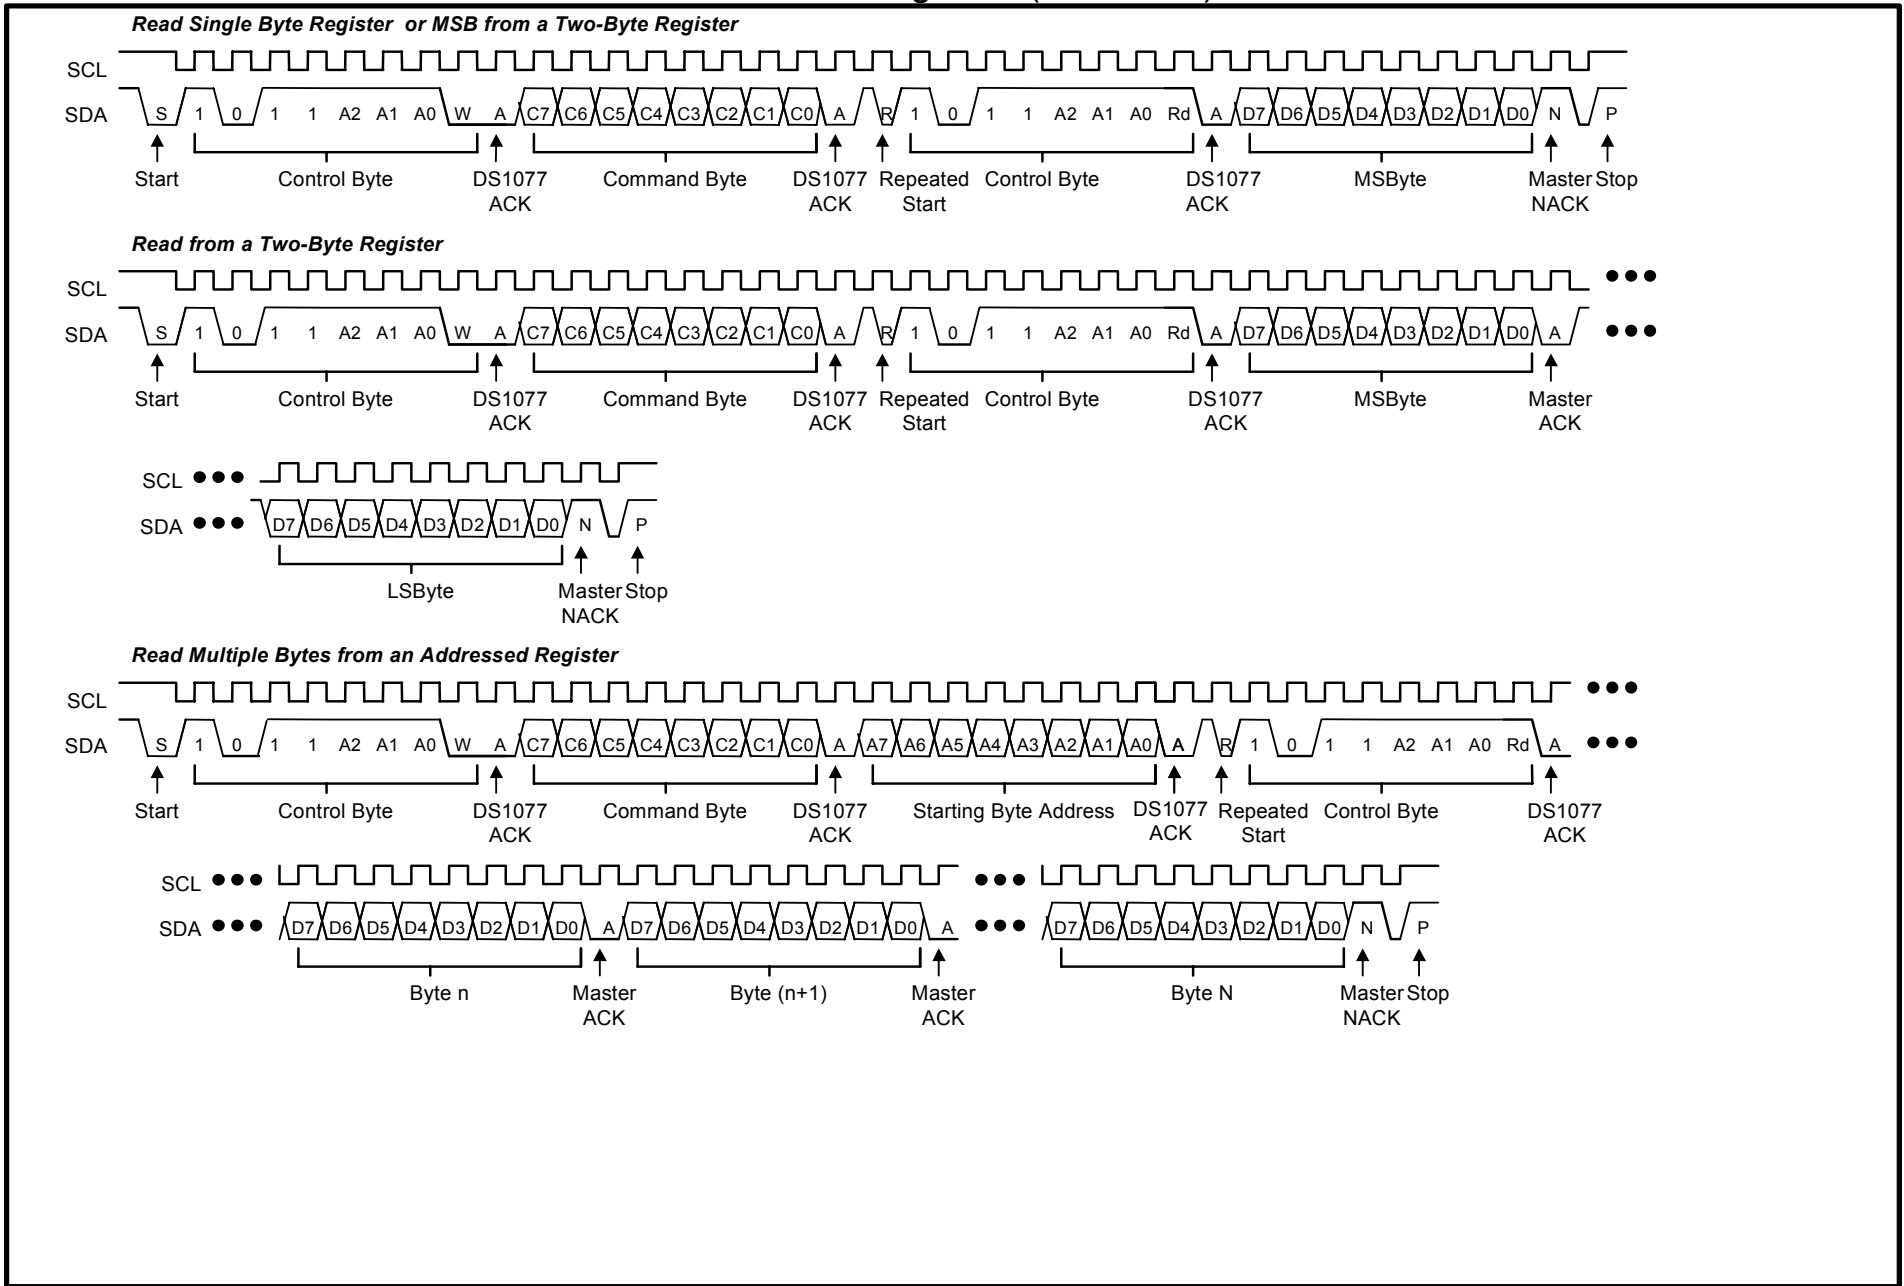 Read Single Byte Register or MSB from a Two-Byte Register
SCL
SDA S 1 0 1 1 A2 A1 A0 W A C7 C6 C5 C4 C3 C2 C1 C0 A R 1 0 1 1 A2 A1 A0 Rd A D7 D6 D5 D4 D3 D2 D1 D0 N P
Start Control Byte DS1077 Command Byte DS1077 Repeated Control Byte DS1077 MSByte Master Stop
ACK ACK Start ACK NACK
Read from a Two-Byte Register
SCL
SDA S 1 0 1 1 A2 A1 A0 W A C7 C6 C5 C4 C3 C2 C1 C0 A R 1 0 1 1 A2 A1 A0 Rd A D7 D6 D5 D4 D3 D2 D1 D0 A
Start Control Byte DS1077 Command Byte DS1077 Repeated Control Byte DS1077 MSByte Master
ACK ACK Start ACK ACK
SCL
SDA D7 D6 D5 D4 D3 D2 D1 D0 N P
LSByte Master Stop
NACK
Read Multiple Bytes from an Addressed Register
SCL
SDA S 1 0 1 1 A2 A1 A0 W A C7 C6 C5 C4 C3 C2 C1 C0 A A7 A6 A5 A4 A3 A2 A1 A0 A R 1 0 1 1 A2 A1 A0 Rd A
Start Control Byte DS1077 Command Byte DS1077 Starting Byte Address DS1077 Repeated Control Byte DS1077
ACK ACK ACK Start ACK
SCL
SDA D7 D6 D5 D4 D3 D2 D1 D0 A D7 D6 D5 D4 D3 D2 D1 D0 A D7 D6 D5 D4 D3 D2 D1 D0 N P
Byte n Master Byte (n+1) Master Byte N Master Stop
ACK ACK NACK